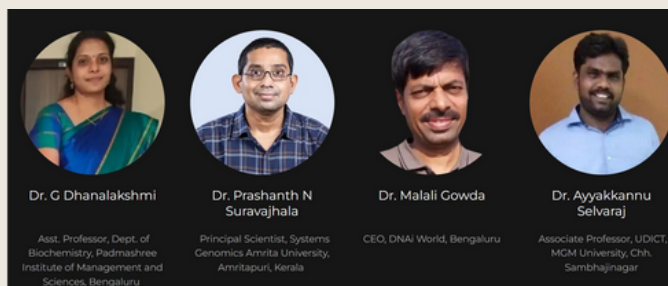 Dr. G Dhanalakshmi
Asst. Professor, Dept. of
Biochemistry, Padmashree
Institute of Management and
Sciences, Bengaluru
Dr. Prashanth N
Suravajhala
Principal Scientist, Systems
Genomics Amrita University,
Amritapuri, Kerala
Dr. Malali Gowda
CEO, DNAi World, Bengaluru
Dr. Ayyakkannu
Selvaraj
Associate Professor, UDICT,
MGM University, Chh.
Sambhajinagar